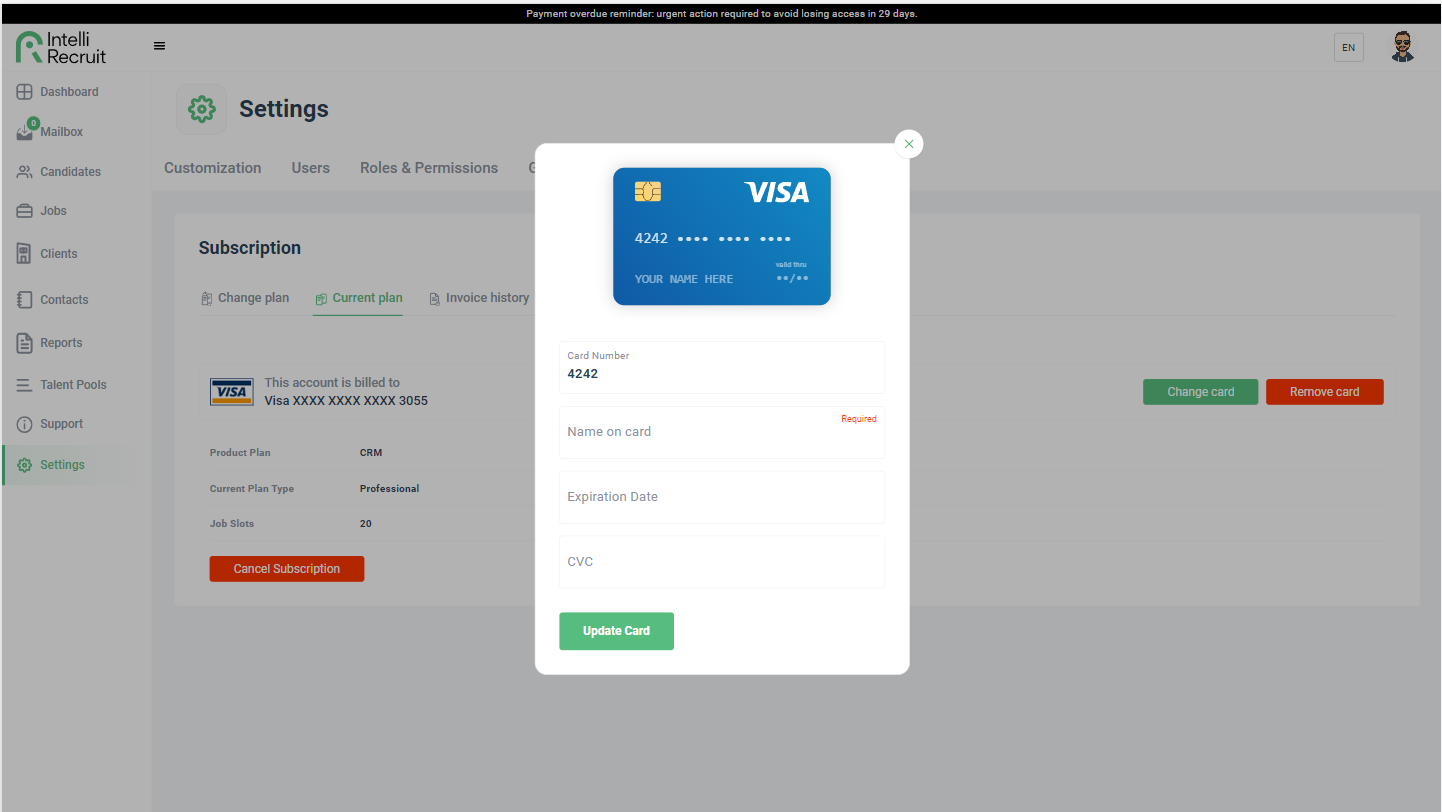 Payment overdue reminder: urgent action required to avoid losing access in 29 days.
Intelli
Recruit
EN
Dashboard
0
Mailbox
Candidates
Jobs
Clients
Contacts
Reports
Talent Pools
Support
Settings
Settings
Customization Users Roles & Permissions
Subscription
Change plan Current plan Invoice history
VISA This account is billed to
Visa XXXX XXXX XXXX 3055
Change card Remove card
Product Plan CRM
Current Plan Type Professional
Job Slots 20
Cancel Subscription
VISA
4242 •••• •••• ••••
valid thru
YOUR NAME HERE ••/••
Card Number
4242
Required
Name on card
Expiration Date
CVC
Update Card